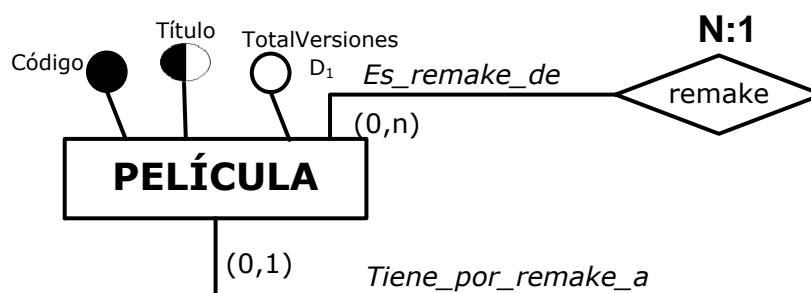 N:1
Título
TotalVersiones
Código
D₁
Es_remake_de
remake
(0,n)
PELÍCULA
(0,1)
Tiene_por_remake_a